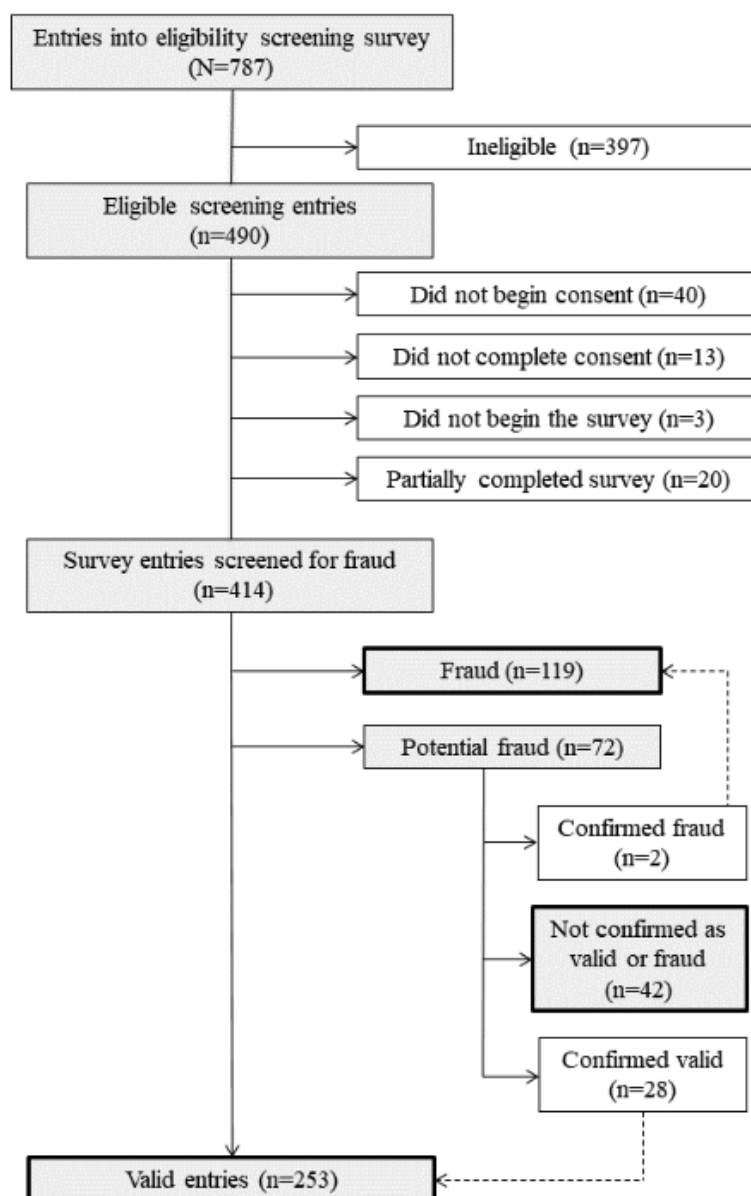 Entries into eligibility screening survey
(N=787)
Ineligible (n=397)
Eligible screening entries
(n=490)
Did not begin consent (n=40)
Did not complete consent (n=13)
Did not begin the survey (n=3)
Partially completed survey (n=20)
Survey entries screened for fraud
(n=414)
Fraud (n=119)
Potential fraud (n=72)
Confirmed fraud
(n=2)
Not confirmed as
valid or fraud
(n=42)
Confirmed valid
(n=28)
Valid entries (n=253)